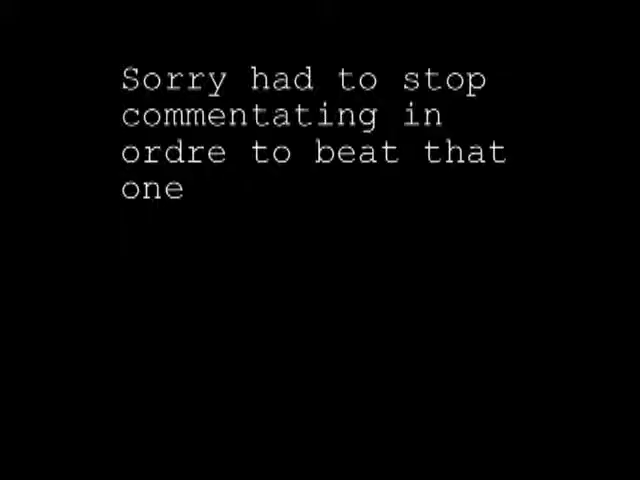 Sorry had to stop
commentating in
ordre to beat that
one